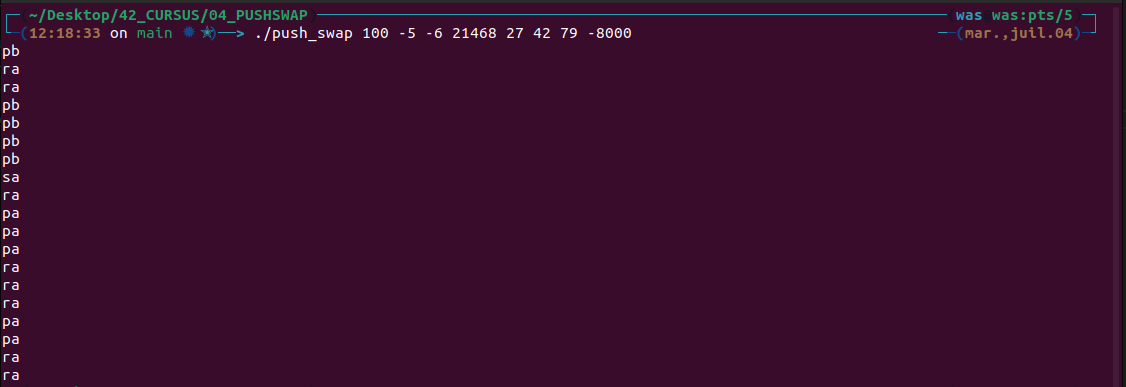 ~/Desktop/42_CURSUS/04_PUSHSWAP was was:pts/5
(12:18:33 on main ✹ ✭)──> ./push_swap 100 -5 -6 21468 27 42 79 -8000 (mar.,juil.04)
pb
ra
ra
pb
pb
pb
pb
sa
ra
pa
pa
pa
ra
ra
ra
pa
pa
ra
ra